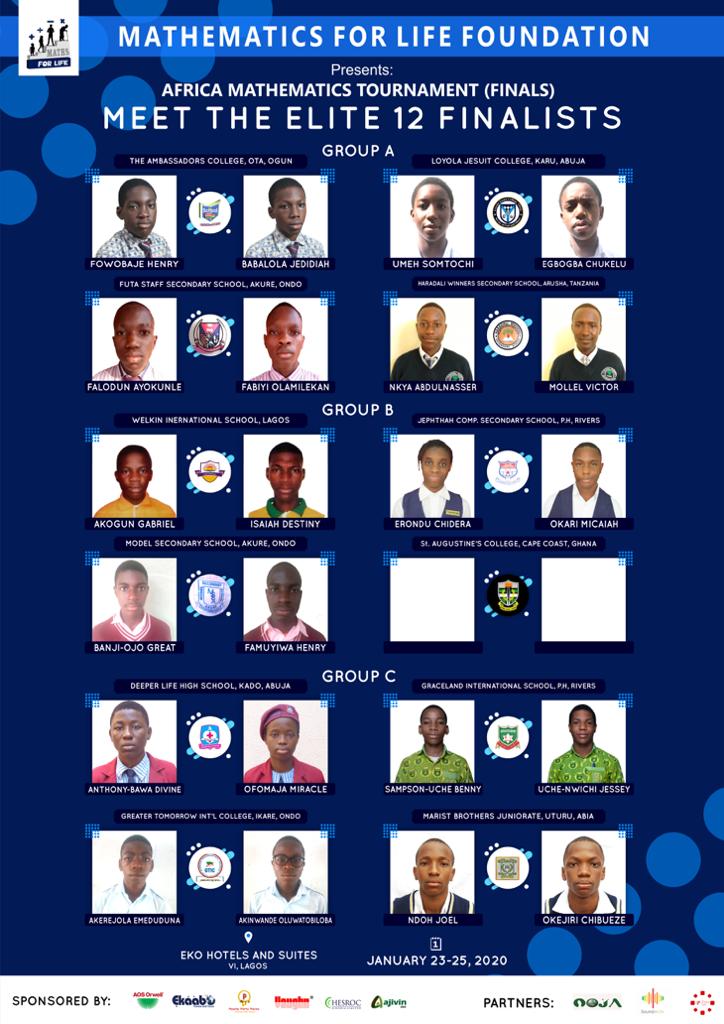 MATHS
FOR LIFE
MATHEMATICS FOR LIFE FOUNDATION
Presents:
AFRICA MATHEMATICS TOURNAMENT (FINALS)
MEET THE ELITE 12 FINALISTS
GROUP A
THE AMBASSADORS COLLEGE, OTA, OGUN
LOYOLA JESUIT COLLEGE, KARU, ABUJA
FOWOBAJE HENRY
BABALOLA JEDIDIAH
UMEH SOMTOCHI
EGBOGBA CHUKELU
FUTA STAFF SECONDARY SCHOOL, AKURE, ONDO
HARADALI WINNERS SECONDARY SCHOOL, ARUSHA, TANZANIA
FALODUN AYOKUNLE
FABIYI OLAMILEKAN
NKYA ABDULNASSER
MOLLEL VICTOR
GROUP B
WELKIN INERNATIONAL SCHOOL, LAGOS
JEPHTHAH COMP. SECONDARY SCHOOL, P.H, RIVERS
AKOGUN GABRIEL
ISAIAH DESTINY
ERONDU CHIDERA
OKARI MICAIAH
MODEL SECONDARY SCHOOL, AKURE, ONDO
St. AUGUSTINE'S COLLEGE, CAPE COAST, GHANA
BANJI-OJO GREAT
FAMUYIWA HENRY
GROUP C
DEEPER LIFE HIGH SCHOOL, KADO, ABUJA
GRACELAND INTERNATIONAL SCHOOL, P.H, RIVERS
ANTHONY-BAWA DIVINE
OFOMAJA MIRACLE
SAMPSON-UCHE BENNY
UCHE-NWICHI JESSEY
GREATER TOMORROW INT'L COLLEGE, IKARE, ONDO
MARIST BROTHERS JUNIORATE, UTURU, ABIA
GTIC
AKEREJOLA EMEDUDUNA
AKINWANDE OLUWATOBILOBA
NDOH JOEL
OKEJIRI CHIBUEZE
EKO HOTELS AND SUITES
VI, LAGOS
1
JANUARY 23-25, 2020
SPONSORED BY:
AOS Orwell
Ekaabo
Vaughn
CHESROC
ajivin
PARTNERS:
NOJA